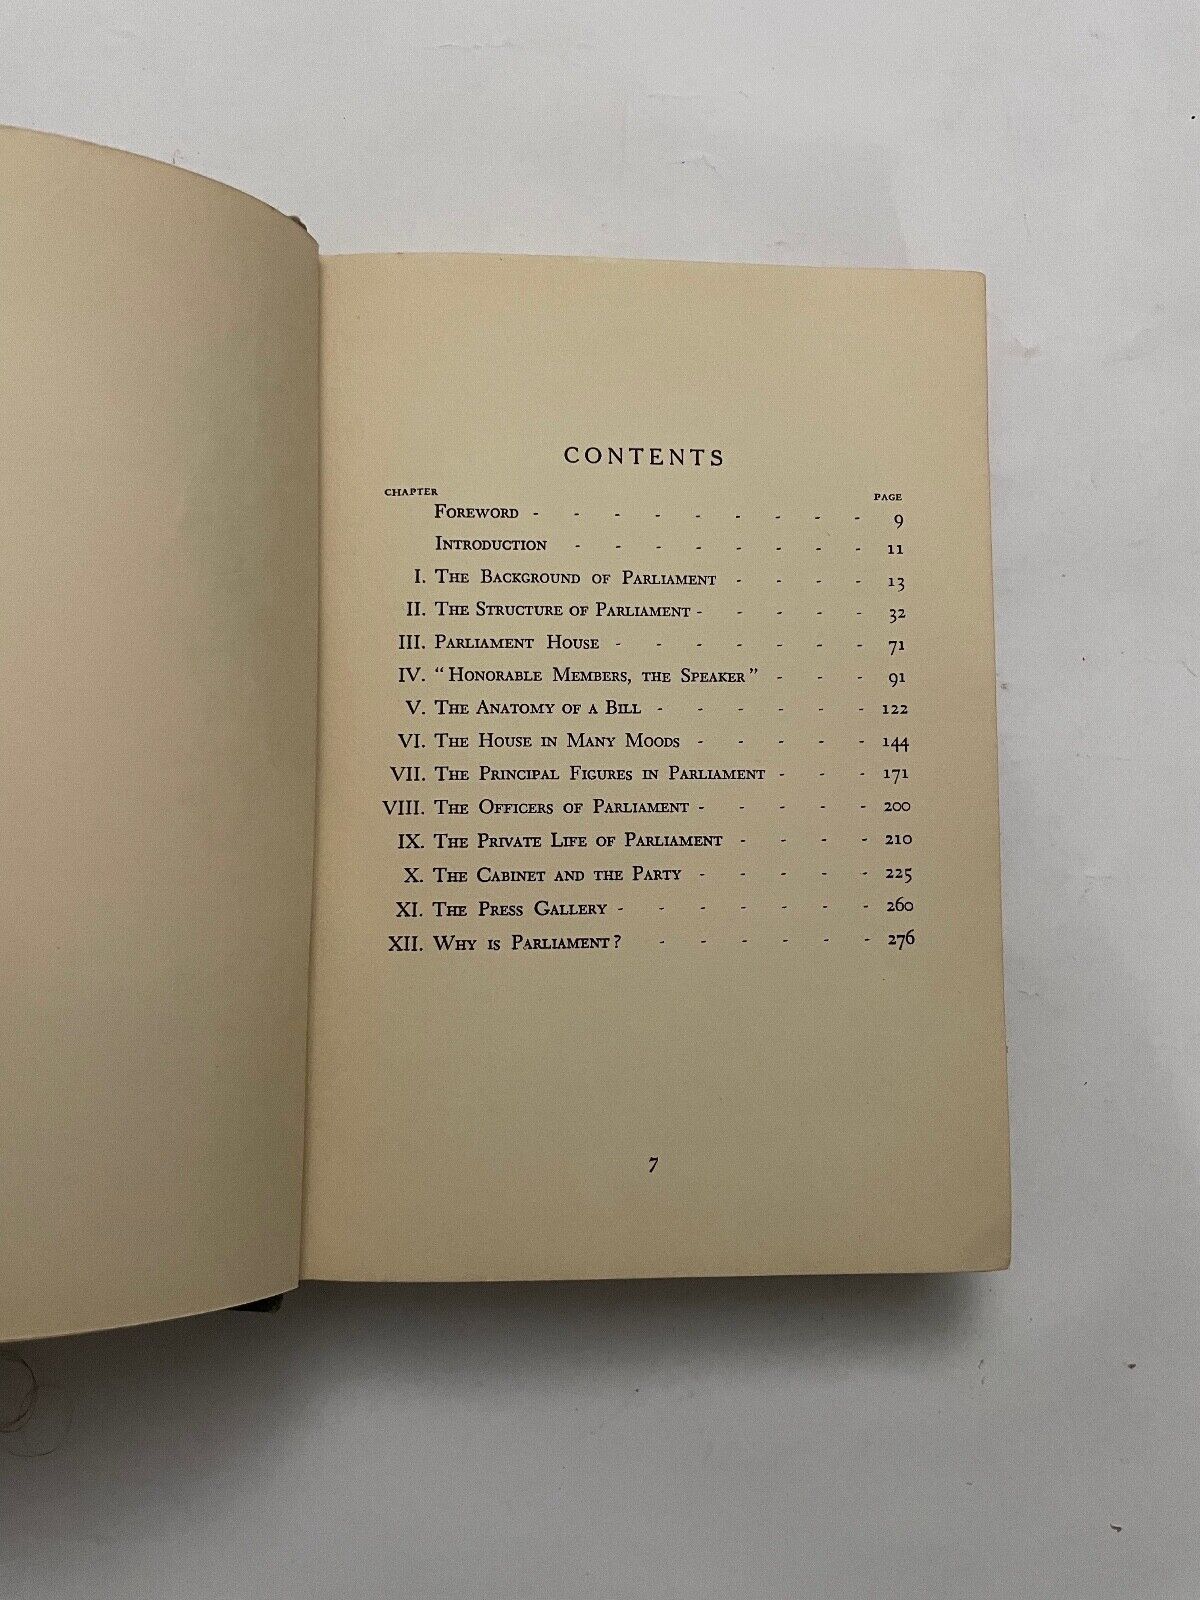 CONTENTS
CHAPTER PAGE
FOREWORD - - - - - - - - - 9
INTRODUCTION - - - - - - - - 11
I. THE BACKGROUND OF PARLIAMENT - - - - 13
II. THE STRUCTURE OF PARLIAMENT - - - - - 32
III. PARLIAMENT HOUSE - - - - - - - 71
IV. "HONORABLE MEMBERS, THE SPEAKER" - - - 91
V. THE ANATOMY OF A BILL - - - - - - 122
VI. THE HOUSE IN MANY MOODS - - - - - 144
VII. THE PRINCIPAL FIGURES IN PARLIAMENT - - - 171
VIII. THE OFFICERS OF PARLIAMENT - - - - - 200
IX. THE PRIVATE LIFE OF PARLIAMENT - - - - 210
X. THE CABINET AND THE PARTY - - - - - 225
XI. THE PRESS GALLERY - - - - - - - 260
XII. WHY IS PARLIAMENT? - - - - - - 276
7